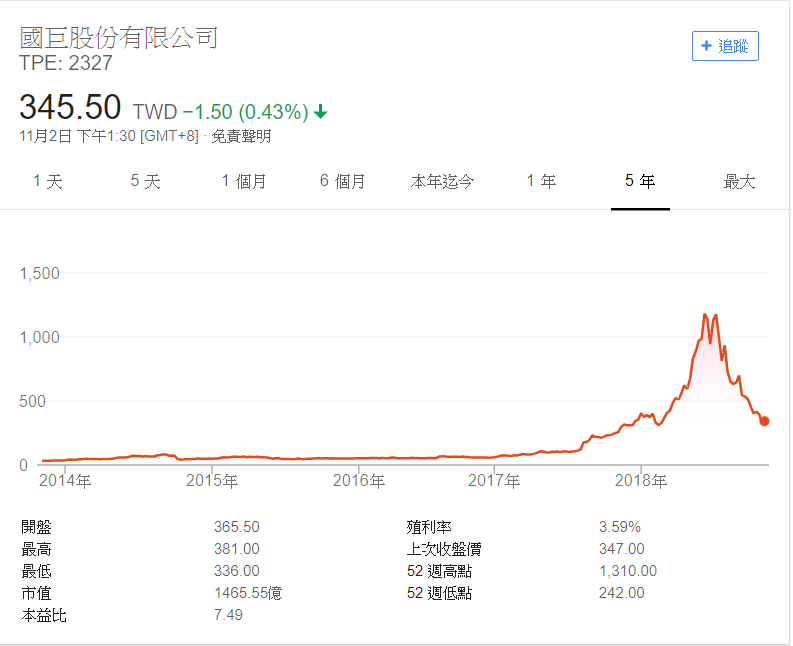 國巨股份有限公司
TPE: 2327
+ 追蹤
345.50 TWD −1.50 (0.43%)
11月2日 下午1:30 [GMT+8] · 免責聲明
1 天 5 天 1 個月 6 個月 本年迄今 1 年 5 年 最大
1,500
1,000
500
0
2014年 2015年 2016年 2017年 2018年
開盤 365.50 殖利率 3.59%
最高 381.00 上次收盤價 347.00
最低 336.00 52 週高點 1,310.00
市值 1465.55億 52 週低點 242.00
本益比 7.49